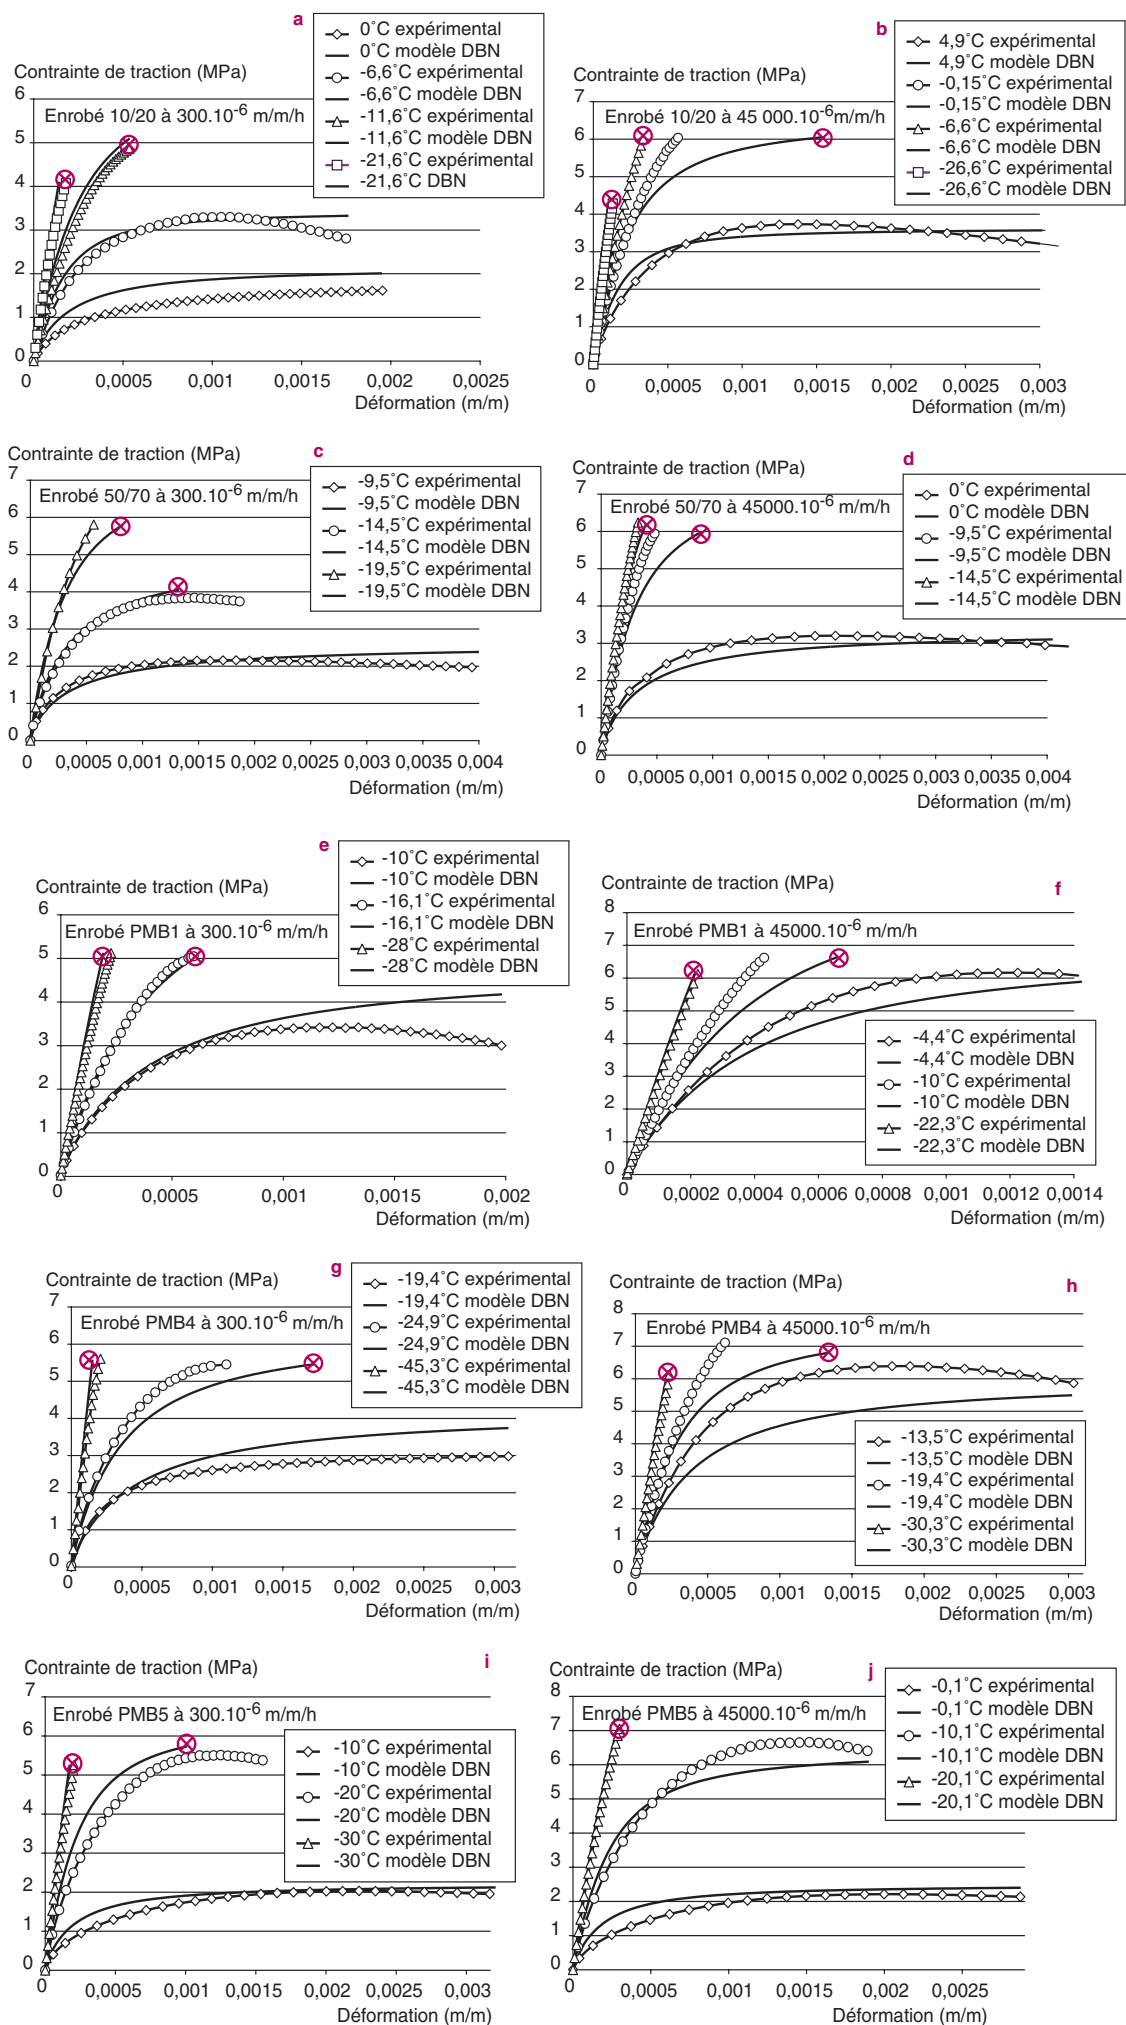 a
0˚C expérimental
0˚C modèle DBN
-6,6˚C expérimental
-6,6˚C modèle DBN
-11,6˚C expérimental
-11,6˚C modèle DBN
-21,6˚C expérimental
-21,6˚C DBN
Contrainte de traction (MPa)
Enrobé 10/20 à 300.10-6 m/m/h
6
5
4
3
2
1
0
0 0,0005 0,001 0,0015 0,002 0,0025
Déformation (m/m)
b
4,9˚C expérimental
4,9˚C modèle DBN
-0,15˚C expérimental
-0,15˚C modèle DBN
-6,6˚C expérimental
-6,6˚C modèle DBN
-26,6˚C expérimental
-26,6˚C modèle DBN
Contrainte de traction (MPa)
Enrobé 10/20 à 45 000.10-6m/m/h
7
6
5
4
3
2
1
0
0 0,0005 0,001 0,0015 0,002 0,0025 0,003
Déformation (m/m)
c
Contrainte de traction (MPa)
Enrobé 50/70 à 300.10-6 m/m/h
-9,5˚C expérimental
-9,5˚C modèle DBN
-14,5˚C expérimental
-14,5˚C modèle DBN
-19,5˚C expérimental
-19,5˚C modèle DBN
7
6
5
4
3
2
1
0
0 0,0005 0,001 0,0015 0,002 0,0025 0,003 0,0035 0,004
Déformation (m/m)
d
Contrainte de traction (MPa)
Enrobé 50/70 à 45000.10-6 m/m/h
0˚C expérimental
0˚C modèle DBN
-9,5˚C expérimental
-9,5˚C modèle DBN
-14,5˚C expérimental
-14,5˚C modèle DBN
7
6
5
4
3
2
1
0
0 0,0005 0,001 0,0015 0,002 0,0025 0,003 0,0035 0,004
Déformation (m/m)
e
-10˚C expérimental
-10˚C modèle DBN
-16,1˚C expérimental
-16,1˚C modèle DBN
-28˚C expérimental
-28˚C modèle DBN
Contrainte de traction (MPa)
Enrobé PMB1 à 300.10-6 m/m/h
6
5
4
3
2
1
0
0 0,0005 0,001 0,0015 0,002
Déformation (m/m)
f
Contrainte de traction (MPa)
Enrobé PMB1 à 45000.10-6 m/m/h
-4,4˚C expérimental
-4,4˚C modèle DBN
-10˚C expérimental
-10˚C modèle DBN
-22,3˚C expérimental
-22,3˚C modèle DBN
8
7
6
5
4
3
2
1
0
0 0,0002 0,0004 0,0006 0,0008 0,001 0,0012 0,0014
Déformation (m/m)
g
Contrainte de traction (MPa)
Enrobé PMB4 à 300.10-6 m/m/h
-19,4˚C expérimental
-19,4˚C modèle DBN
-24,9˚C expérimental
-24,9˚C modèle DBN
-45,3˚C expérimental
-45,3˚C modèle DBN
7
6
5
4
3
2
1
0
0 0,0005 0,001 0,0015 0,002 0,0025 0,003
Déformation (m/m)
h
Contrainte de traction (MPa)
Enrobé PMB4 à 45000.10-6 m/m/h
-13,5˚C expérimental
-13,5˚C modèle DBN
-19,4˚C expérimental
-19,4˚C modèle DBN
-30,3˚C expérimental
-30,3˚C modèle DBN
8
7
6
5
4
3
2
1
0
0 0,0005 0,001 0,0015 0,002 0,0025 0,003
Déformation (m/m)
i
Contrainte de traction (MPa)
Enrobé PMB5 à 300.10-6 m/m/h
-10˚C expérimental
-10˚C modèle DBN
-20˚C expérimental
-20˚C modèle DBN
-30˚C expérimental
-30˚C modèle DBN
7
6
5
4
3
2
1
0
0 0,0005 0,001 0,0015 0,002 0,0025 0,003
Déformation (m/m)
j
Contrainte de traction (MPa)
Enrobé PMB5 à 45000.10-6 m/m/h
-0,1˚C expérimental
-0,1˚C modèle DBN
-10,1˚C expérimental
-10,1˚C modèle DBN
-20,1˚C expérimental
-20,1˚C modèle DBN
8
7
6
5
4
3
2
1
0
0 0,0005 0,001 0,0015 0,002 0,0025
Déformation (m/m)